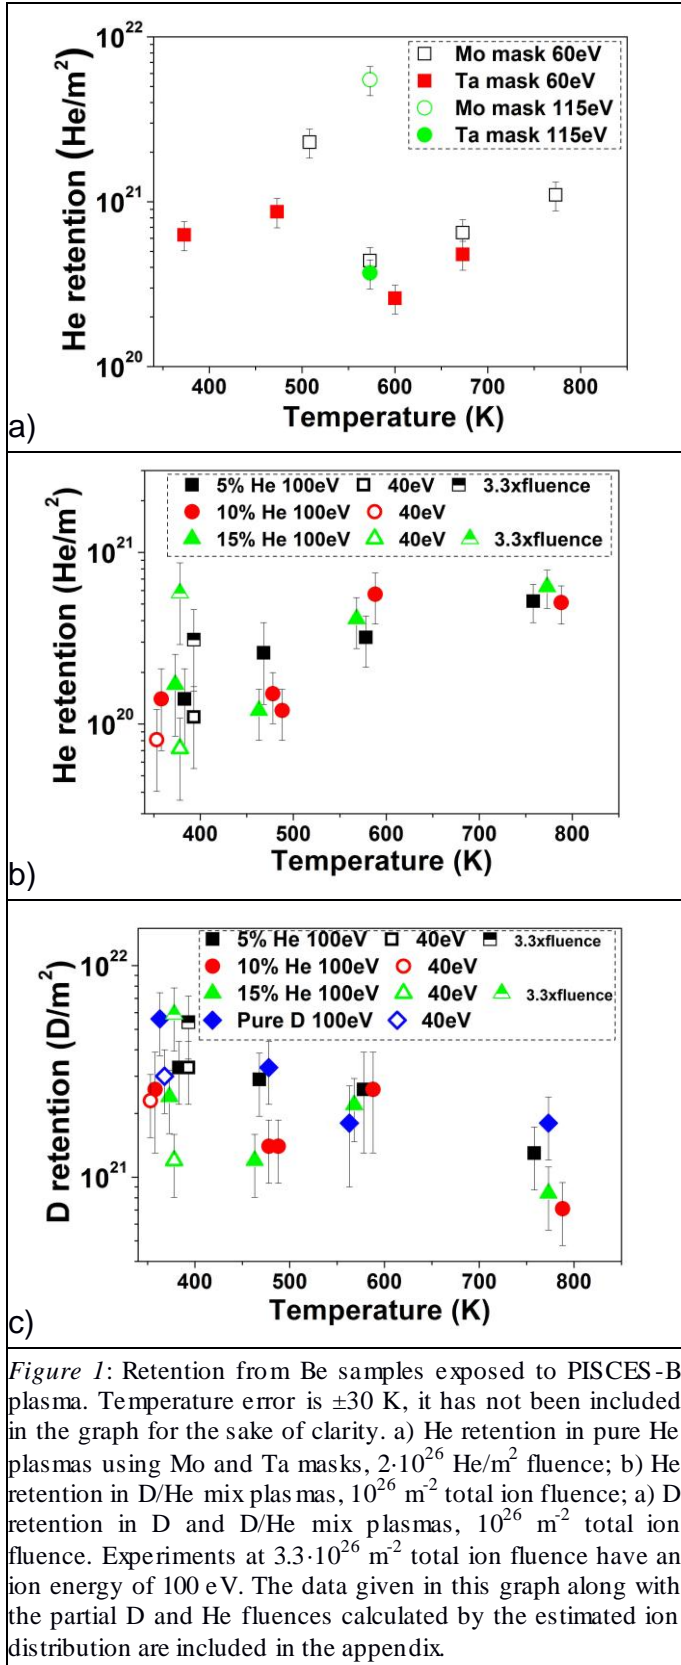 10^22
He retention (He/m^2)
10^21
10^20
Mo mask 60eV
Ta mask 60eV
Mo mask 115eV
Ta mask 115eV
400 500 600 700 800
Temperature (K)
a)
5% He 100eV 40eV 3.3xfluence
10% He 100eV 40eV
15% He 100eV 40eV 3.3xfluence
10^21
He retention (He/m^2)
10^20
400 500 600 700 800
Temperature (K)
b)
5% He 100eV 40eV 3.3xfluence
10% He 100eV 40eV
15% He 100eV 40eV 3.3xfluence
Pure D 100eV 40eV
10^22
D retention (D/m^2)
10^21
400 500 600 700 800
Temperature (K)
c)
Figure 1: Retention from Be samples exposed to PISCES-B
plasma. Temperature error is ±30 K, it has not been included
in the graph for the sake of clarity. a) He retention in pure He
plasmas using Mo and Ta masks, 2·10^26 He/m^2 fluence; b) He
retention in D/He mix plasmas, 10^26 m^-2 total ion fluence; a) D
retention in D and D/He mix plasmas, 10^26 m^-2 total ion
fluence. Experiments at 3.3·10^26 m^-2 total ion fluence have an
ion energy of 100 eV. The data given in this graph along with
the partial D and He fluences calculated by the estimated ion
distribution are included in the appendix.